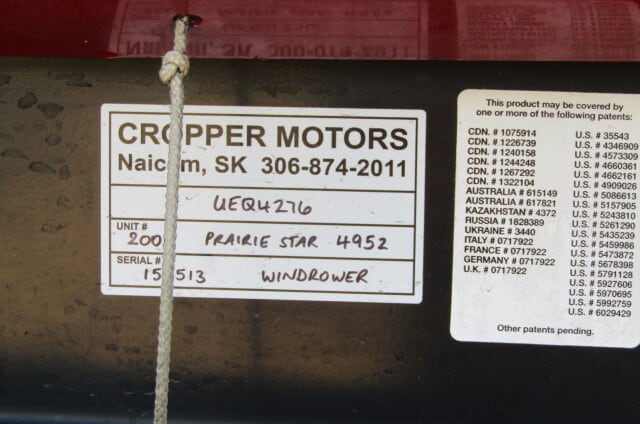 CROPPER MOTORS
Naicam, SK 306-874-2011
UEQ4276
UNIT #
200 PRAIRIE STAR 4952
SERIAL #
WINDROWER
This product may be covered by
one or more of the following patents:
CDN. # 1075914
CDN. # 1226739
CDN. # 1240158
CDN. # 1244248
CDN. # 1267292
CDN. # 1322104
AUSTRALIA # 615149
AUSTRALIA # 617821
KAZAKHSTAN # 4372
RUSSIA # 1828389
UKRAINE # 3440
ITALY # 0717922
FRANCE # 0717922
GERMANY # 0717922
U.K. # 0717922
U.S. # 35543
U.S. # 4346909
U.S. # 4573309
U.S. # 4660361
U.S. # 4662161
U.S. # 4909026
U.S. # 5086613
U.S. # 5157905
U.S. # 5243810
U.S. # 5261290
U.S. # 5435239
U.S. # 5459986
U.S. # 5473872
U.S. # 5678398
U.S. # 5791128
U.S. # 5927606
U.S. # 5970695
U.S. # 5992759
U.S. # 6029429
Other patents pending.